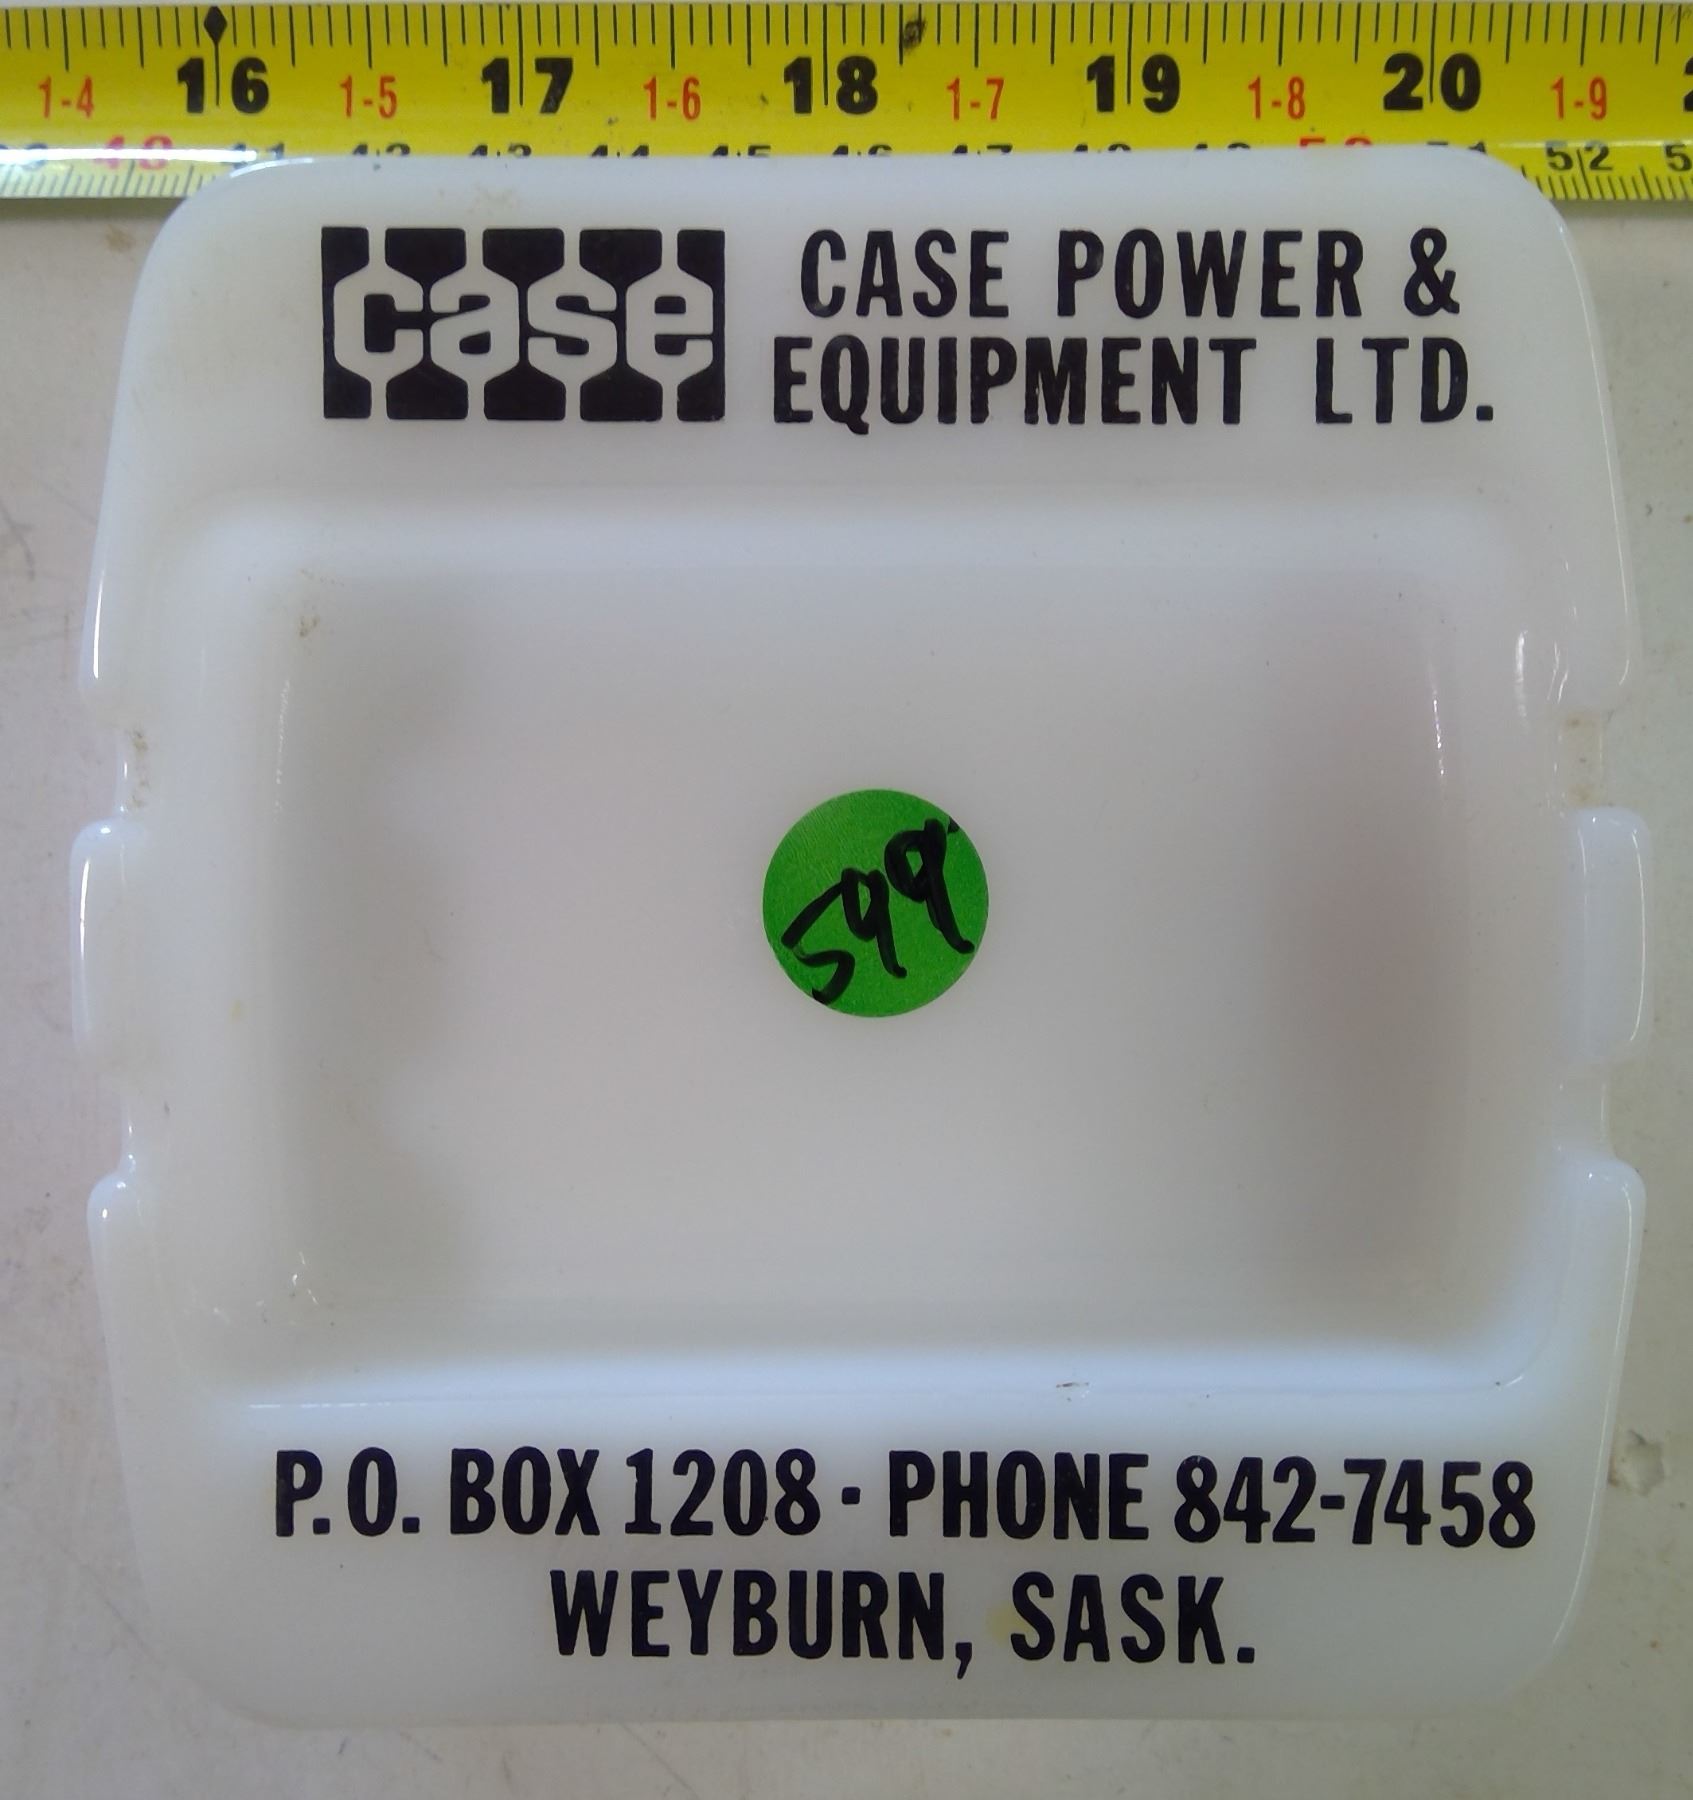 1-4 16 1-5 17 1-6 18 1-7 19 1-8 20 1-9
52
case
CASE POWER &
EQUIPMENT LTD.
599
P.O. BOX 1208 - PHONE 842-7458
WEYBURN, SASK.